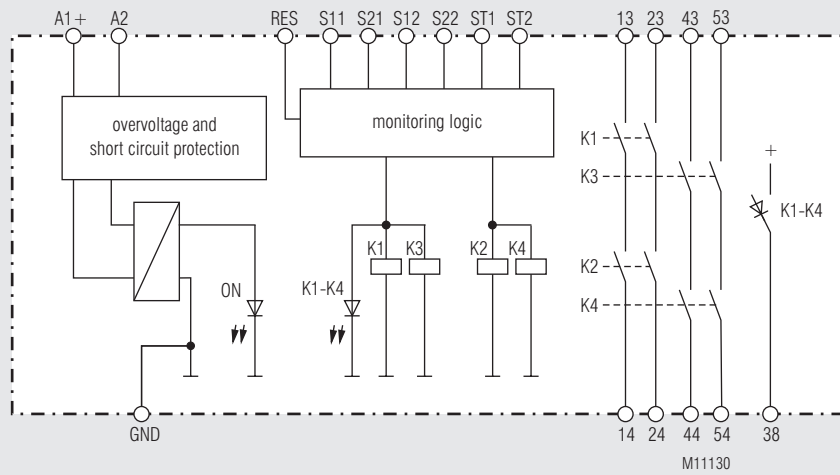 A1+ A2 RES S11 S21 S12 S22 ST1 ST2 13 23 43 53
overvoltage and
short circuit protection
monitoring logic
K1
K3
+
K1-K4
K1 K3 K2 K4
K2
ON K1-K4
K4
GND 14 24 44 54 38
M11130